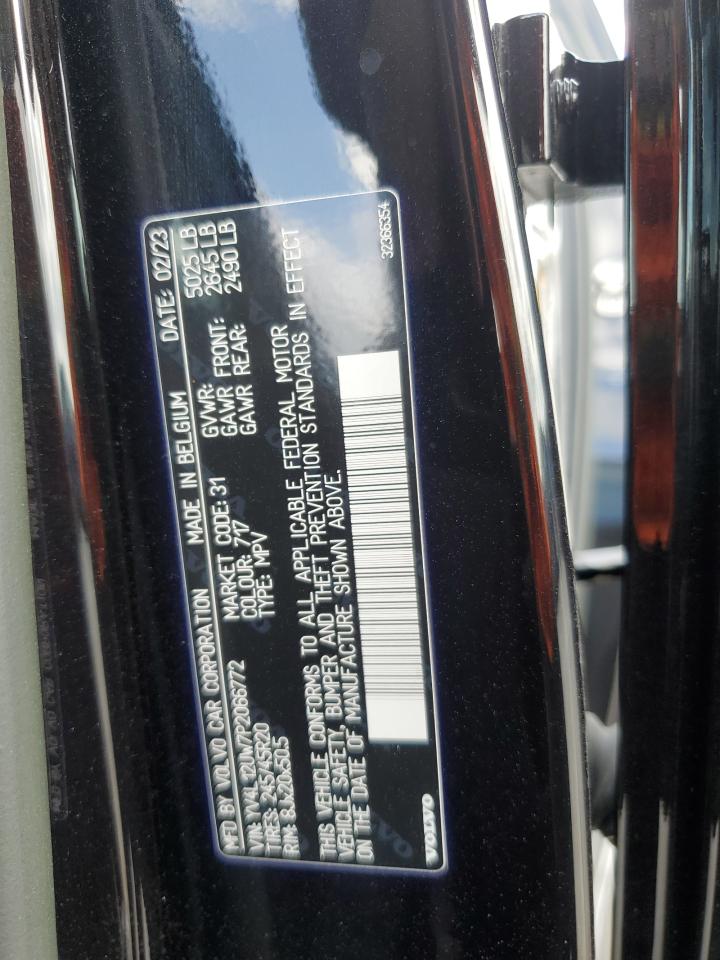 MFD BY VOLVO CAR CORPORATION MADE IN BELGIUM DATE: 02/23
VIN: YV4L12UW7P2066772 GVWR: 5025 LB
TIRES: 245/45R20 MARKET CODE: 31 GAWR FRONT: 2645 LB
RIM: 8Jx20x50.5 COLOUR: 717 GAWR REAR: 2490 LB
TYPE: MPV
THIS VEHICLE CONFORMS TO ALL APPLICABLE FEDERAL MOTOR
VEHICLE SAFETY, BUMPER AND THEFT PREVENTION STANDARDS IN EFFECT
ON THE DATE OF MANUFACTURE SHOWN ABOVE.
VOLVO 32366354